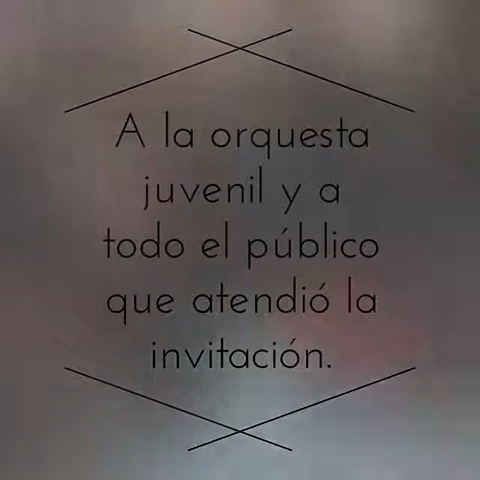 A la orquesta
juvenil y a
todo el público
que atendió la
invitación.